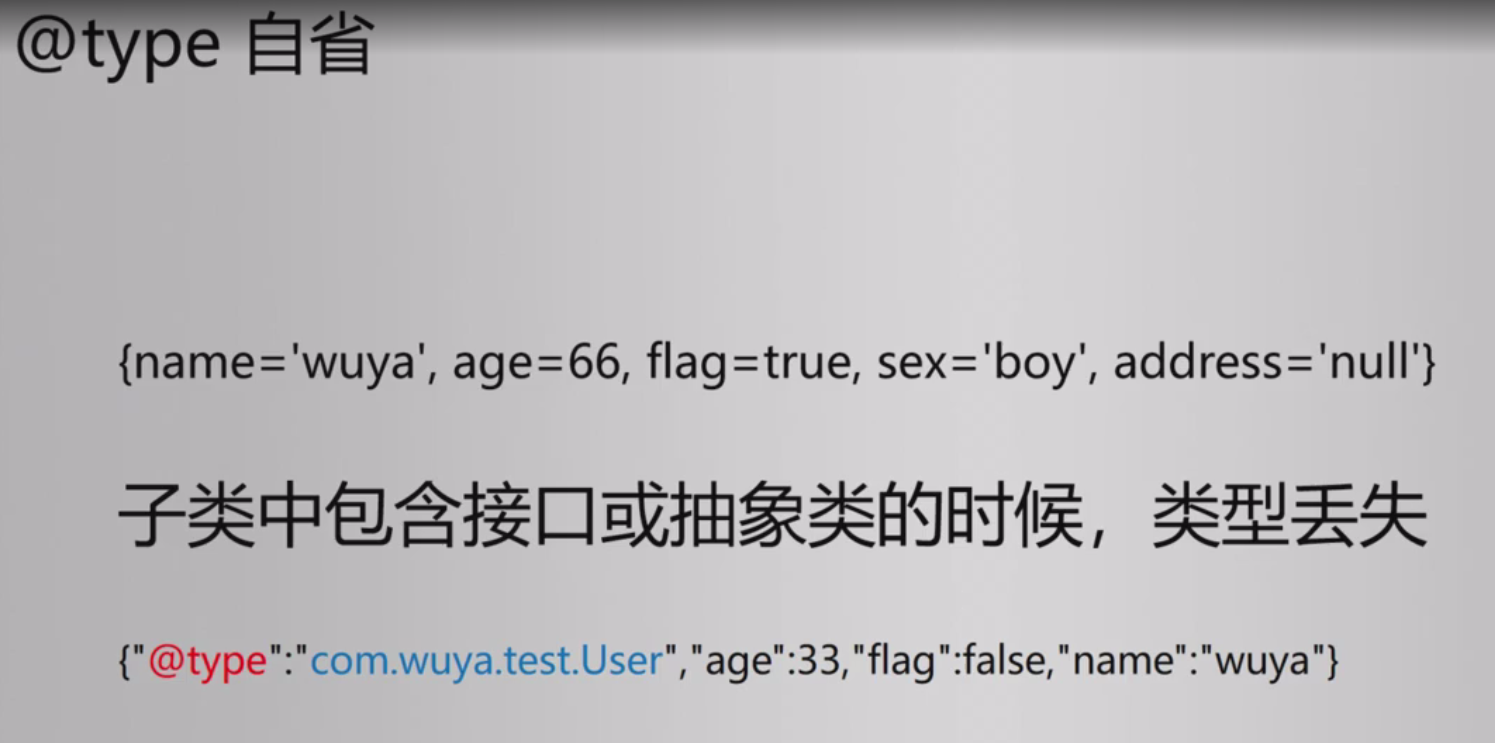 @type 自省
{name='wuya', age=66, flag=true, sex='boy', address='null'}
子类中包含接口或抽象类的时候，类型丢失
{"@type":"com.wuya.test.User","age":33,"flag":false,"name":"wuya"}